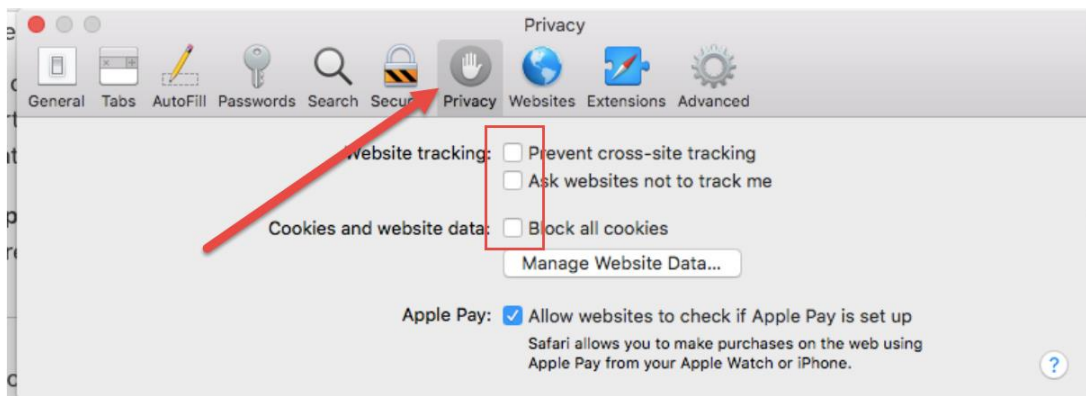 Privacy
General Tabs AutoFill Passwords Search Privacy Websites Extensions Advanced
Website tracking: Prevent cross-site tracking
Ask websites not to track me
Cookies and website data: Block all cookies
Manage Website Data...
Apple Pay: Allow websites to check if Apple Pay is set up
Safari allows you to make purchases on the web using
Apple Pay from your Apple Watch or iPhone.
?